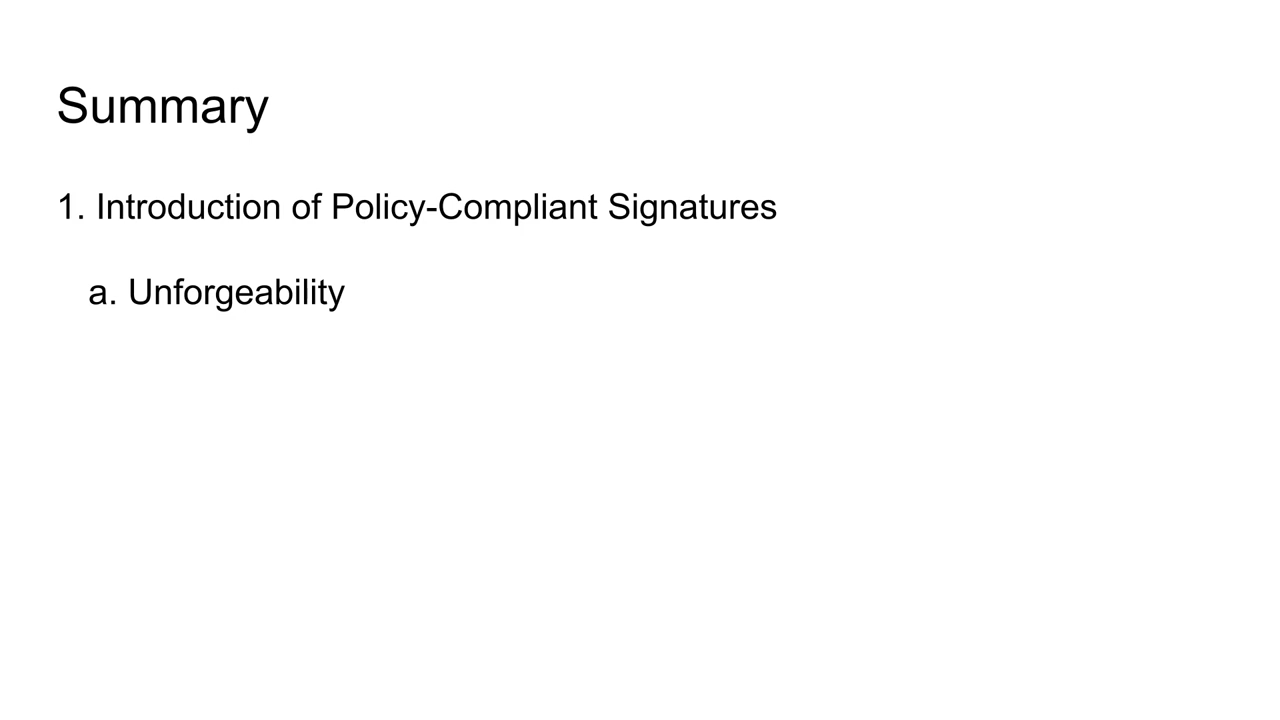 Summary
1. Introduction of Policy-Compliant Signatures
a. Unforgeability